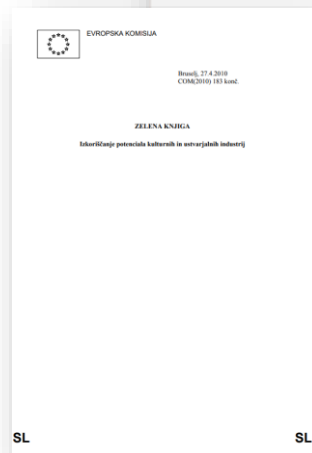 EVROPSKA KOMISIJA
Bruselj, 27.4.2010
COM(2010) 183 konč.
ZELENA KNJIGA
Izkoriščanje potenciala kulturnih in ustvarjalnih industrij
SL
SL